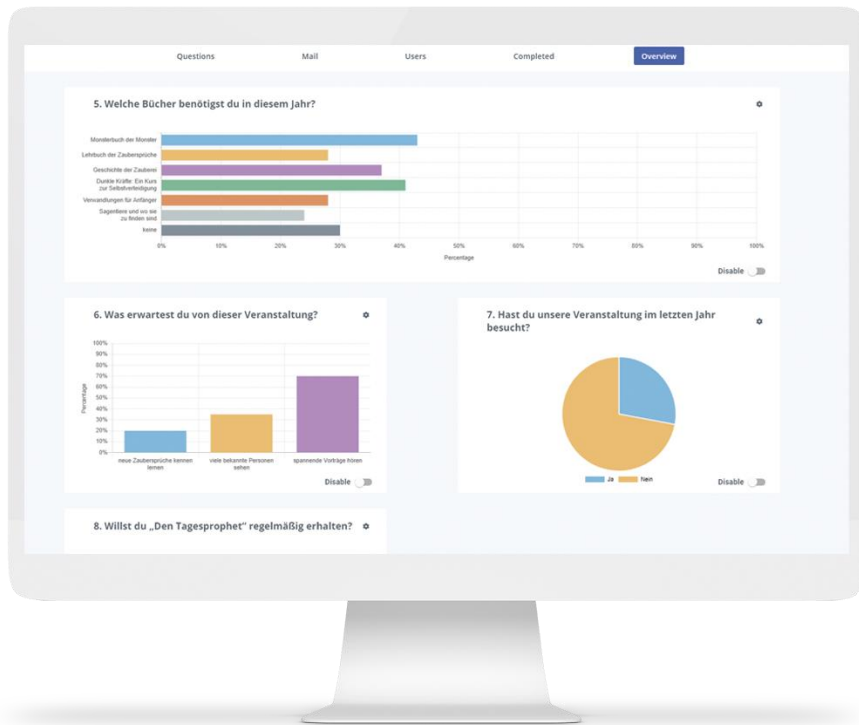 Questions Mail Users Completed Overview
5. Welche Bücher benötigst du in diesem Jahr?
Monsterbuch der Monster
Lehrbuch der Zaubersprüche
Geschichte der Zauberei
Dunkle Kräfte: Ein Kurs
zur Selbstverteidigung
Verwandlungen für Anfänger
Sagentiere und wo sie
zu finden sind
keine
0% 10% 20% 30% 40% 50% 60% 70% 80% 90% 100%
Percentage
Disable
6. Was erwartest du von dieser Veranstaltung?
100%
90%
80%
70%
60%
50%
40%
30%
20%
10%
0%
Percentage
neue Zaubersprüche kennen
lernen
viele bekannte Personen
sehen
spannende Vorträge hören
Disable
7. Hast du unsere Veranstaltung im letzten Jahr
besucht?
Ja Nein
Disable
8. Willst du „Den Tagesprophet“ regelmäßig erhalten?